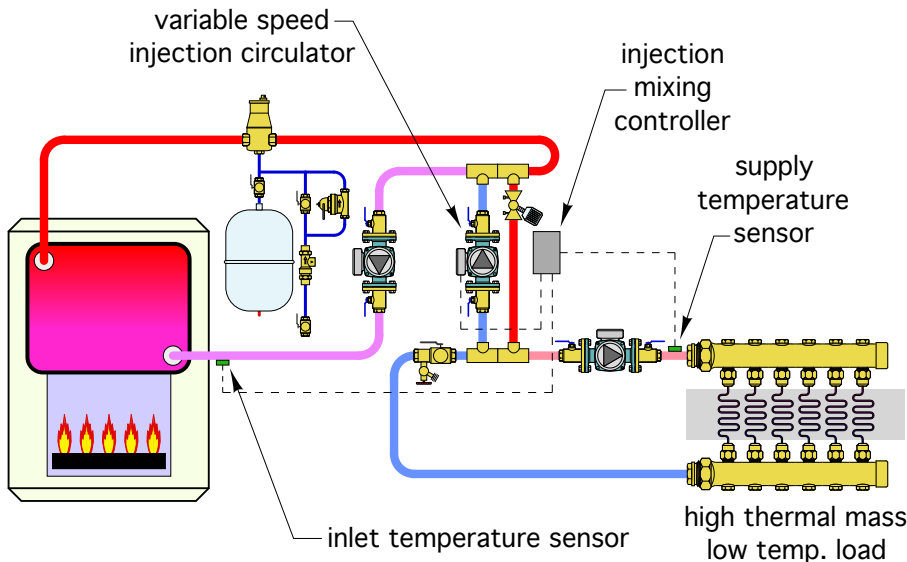 variable speed
injection circulator
injection
mixing
controller
supply
temperature
sensor
inlet temperature sensor
high thermal mass
low temp. load